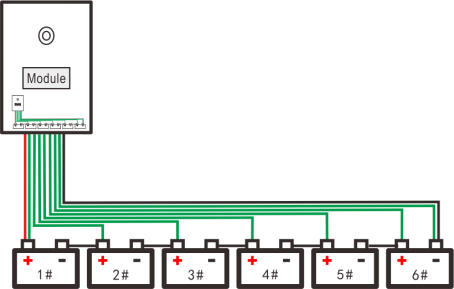 Module
+ - + - + - + - + - + -
1# 2# 3# 4# 5# 6#